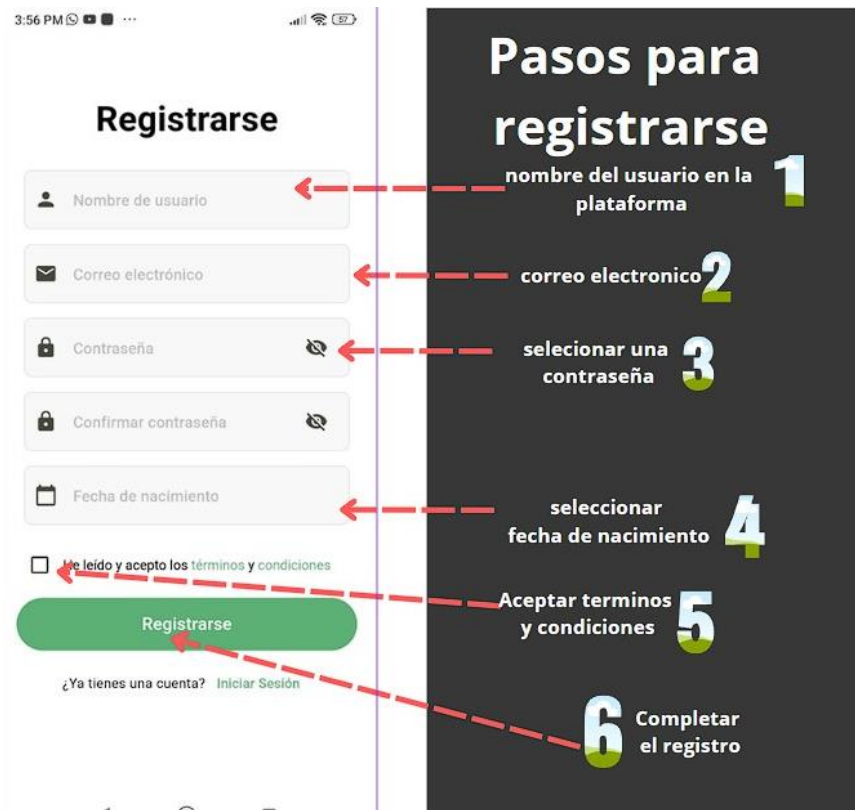 3:56 PM
57
Registrarse
Nombre de usuario
Correo electrónico
Contraseña
Confirmar contraseña
Fecha de nacimiento
He leído y acepto los términos y condiciones
Registrarse
¿Ya tienes una cuenta? Iniciar Sesión
Pasos para
registrarse
nombre del usuario en la
plataforma
1
correo electronico
2
selecionar una
contraseña
3
seleccionar
fecha de nacimiento
4
Aceptar terminos
y condiciones
5
6
Completar
el registro